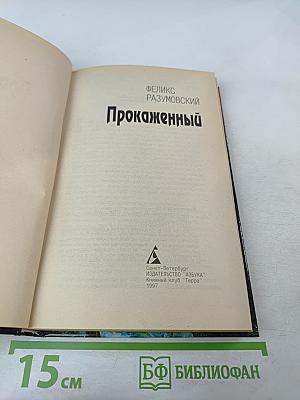 ФЕЛИКС
РАЗУМОВСКИЙ
Прокаженный
Санкт-Петербург
ИЗДАТЕЛЬСТВО "АЗБУКА"
Книжный клуб "Терра"
1997
15 см
БФ БИБЛИОФАН